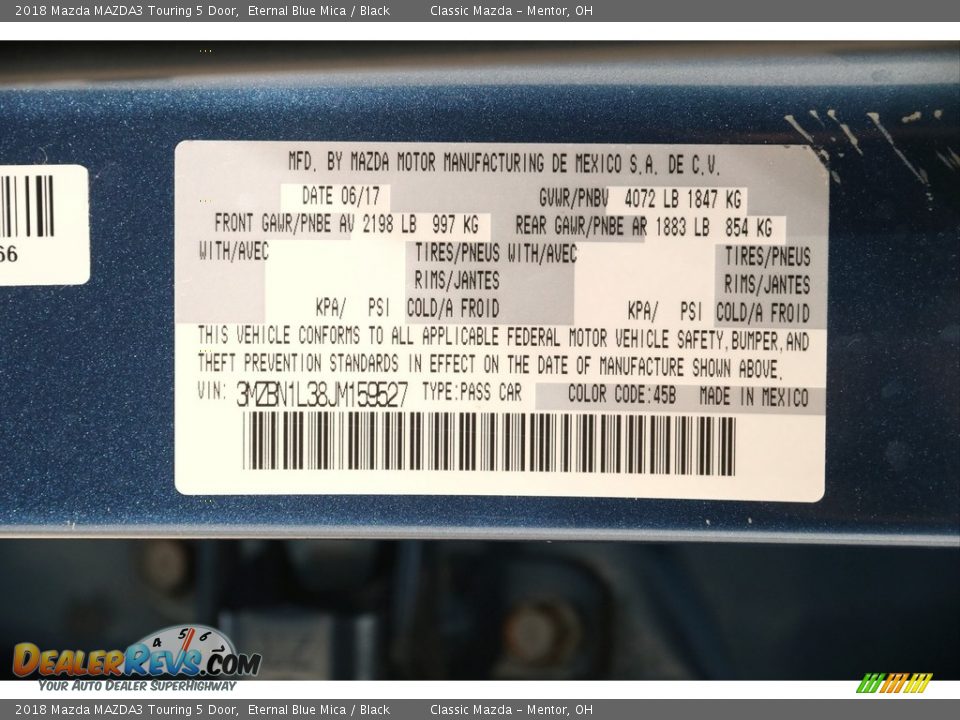 2018 Mazda MAZDA3 Touring 5 Door, Eternal Blue Mica / Black Classic Mazda - Mentor, OH
MFD. BY MAZDA MOTOR MANUFACTURING DE MEXICO S.A. DE C.V.
DATE 06/17 GVWR/PNBV 4072 LB 1847 KG
FRONT GAWR/PNBE AV 2198 LB 997 KG REAR GAWR/PNBE AR 1883 LB 854 KG
WITH/AVEC TIRES/PNEUS WITH/AVEC TIRES/PNEUS
66
RIMS/JANTES RIMS/JANTES
KPA/ PSI COLD/A FROID KPA/ PSI COLD/A FROID
THIS VEHICLE CONFORMS TO ALL APPLICABLE FEDERAL MOTOR VEHICLE SAFETY,BUMPER,AND
THEFT PREVENTION STANDARDS IN EFFECT ON THE DATE OF MANUFACTURE SHOWN ABOVE.
VIN: 3MZBN1L38JM159527 TYPE:PASS CAR COLOR CODE:45B MADE IN MEXICO
4 5 6
DEALERREVS.COM
YOUR AUTO DEALER SUPERHIGHWAY
2018 Mazda MAZDA3 Touring 5 Door, Eternal Blue Mica / Black Classic Mazda - Mentor, OH